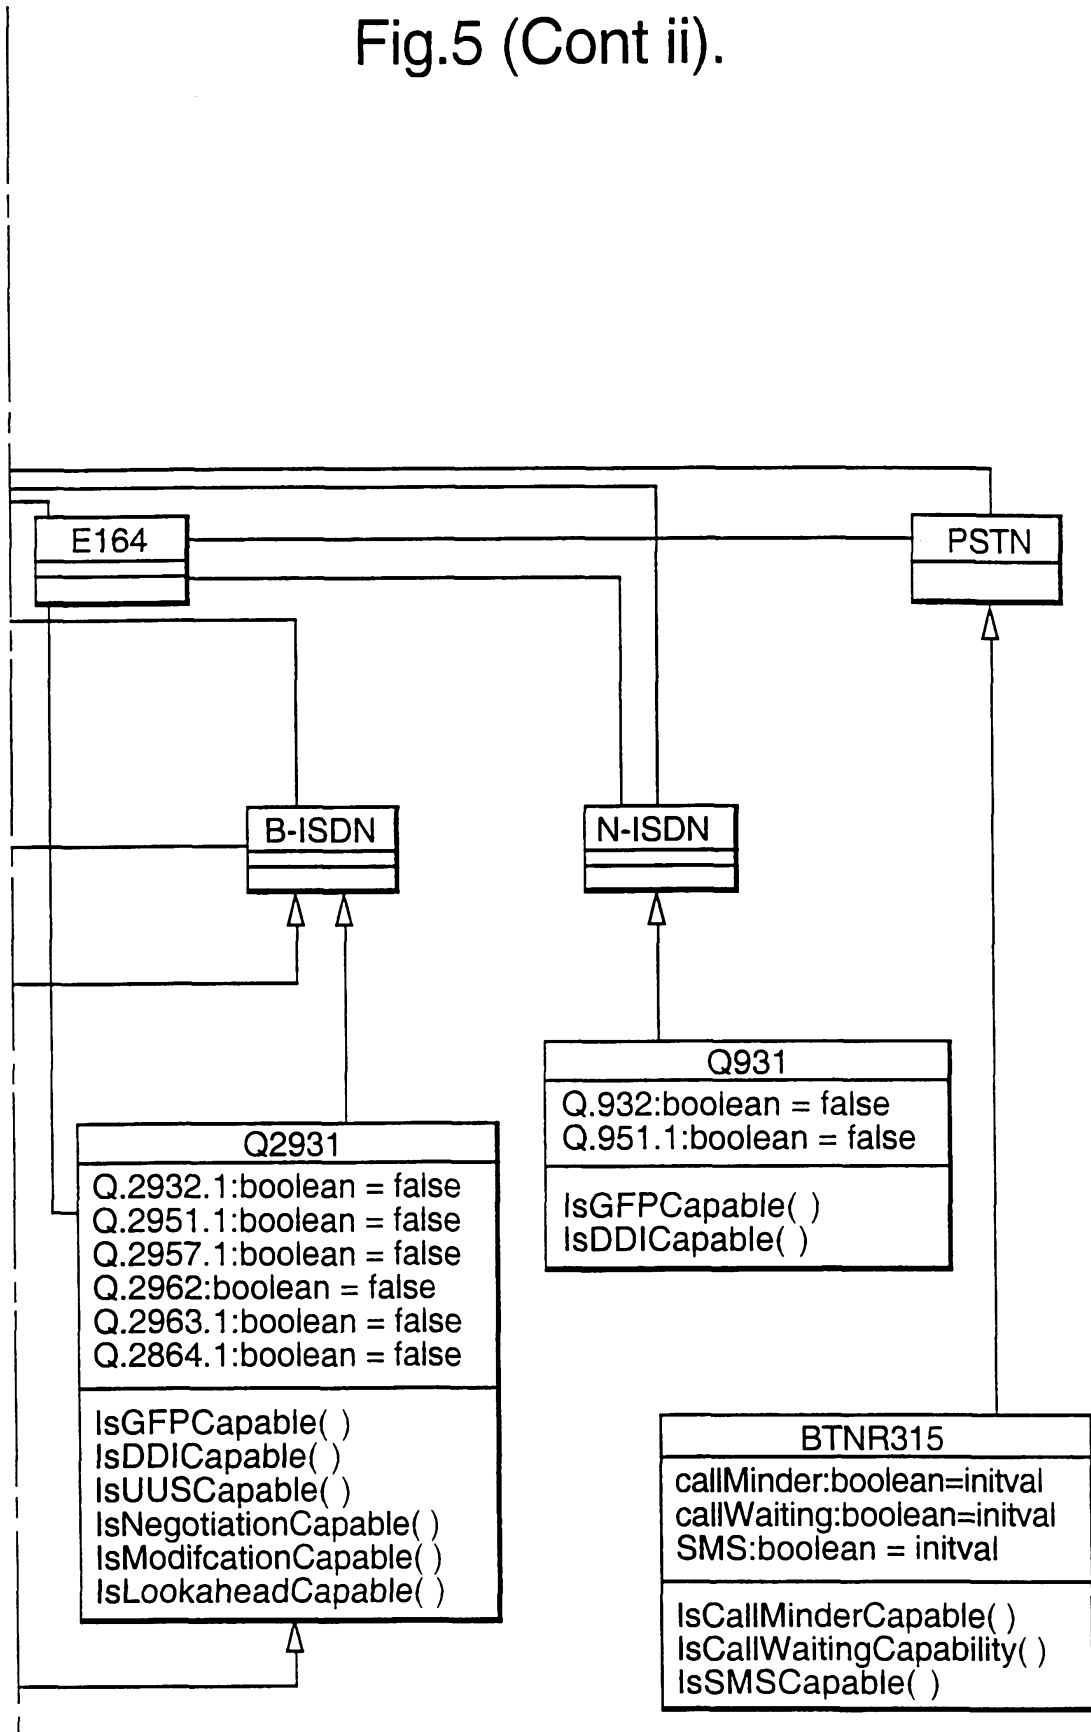 Fig.5 (Cont ii).
E164
PSTN
B-ISDN
N-ISDN
Q931
Q.932:boolean = false
Q.951.1:boolean = false
IsGFPCapable( )
IsDDICapable( )
Q2931
Q.2932.1:boolean = false
Q.2951.1:boolean = false
Q.2957.1:boolean = false
Q.2962:boolean = false
Q.2963.1:boolean = false
Q.2864.1:boolean = false
IsGFPCapable( )
IsDDICapable( )
IsUUSCapable( )
IsNegotiationCapable( )
IsModifcationCapable( )
IsLookaheadCapable( )
BTNR315
callMinder:boolean=initval
callWaiting:boolean=initval
SMS:boolean = initval
IsCallMinderCapable( )
IsCallWaitingCapability( )
IsSMSCapable( )